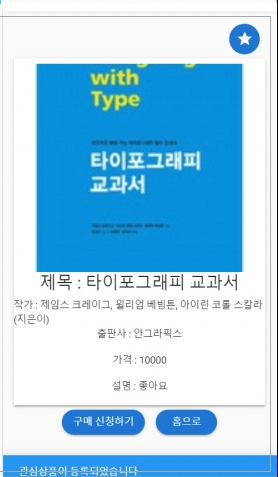 with
Type
타이포그래피
교과서
제목 : 타이포그래피 교과서
작가 : 제임스 크레이그, 윌리엄 베빙튼, 아이린 코롤 스칼라
(지은이)
출판사 : 안그라픽스
가격 : 10000
설명 : 좋아요
구매 신청하기
홈으로
관심상품이 등록되었습니다